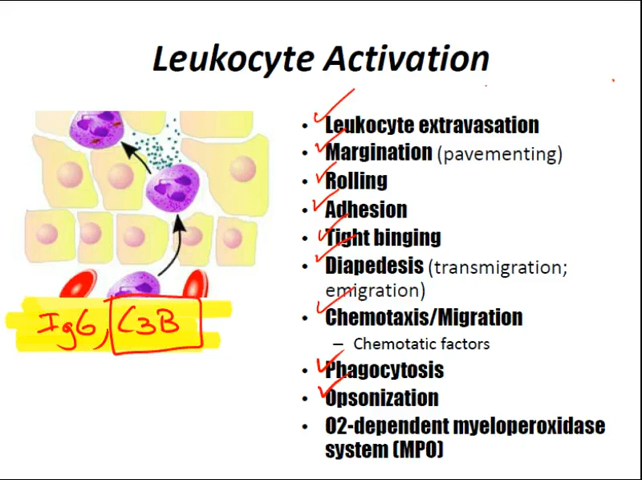 Leukocyte Activation
• Leukocyte extravasation
• Margination (pavementing)
• Rolling
• Adhesion
• Tight binging
• Diapedesis (transmigration;
emigration)
• Chemotaxis/Migration
– Chemotatic factors
• Phagocytosis
• Opsonization
• O2-dependent myeloperoxidase
system (MPO)
IgG, C3B